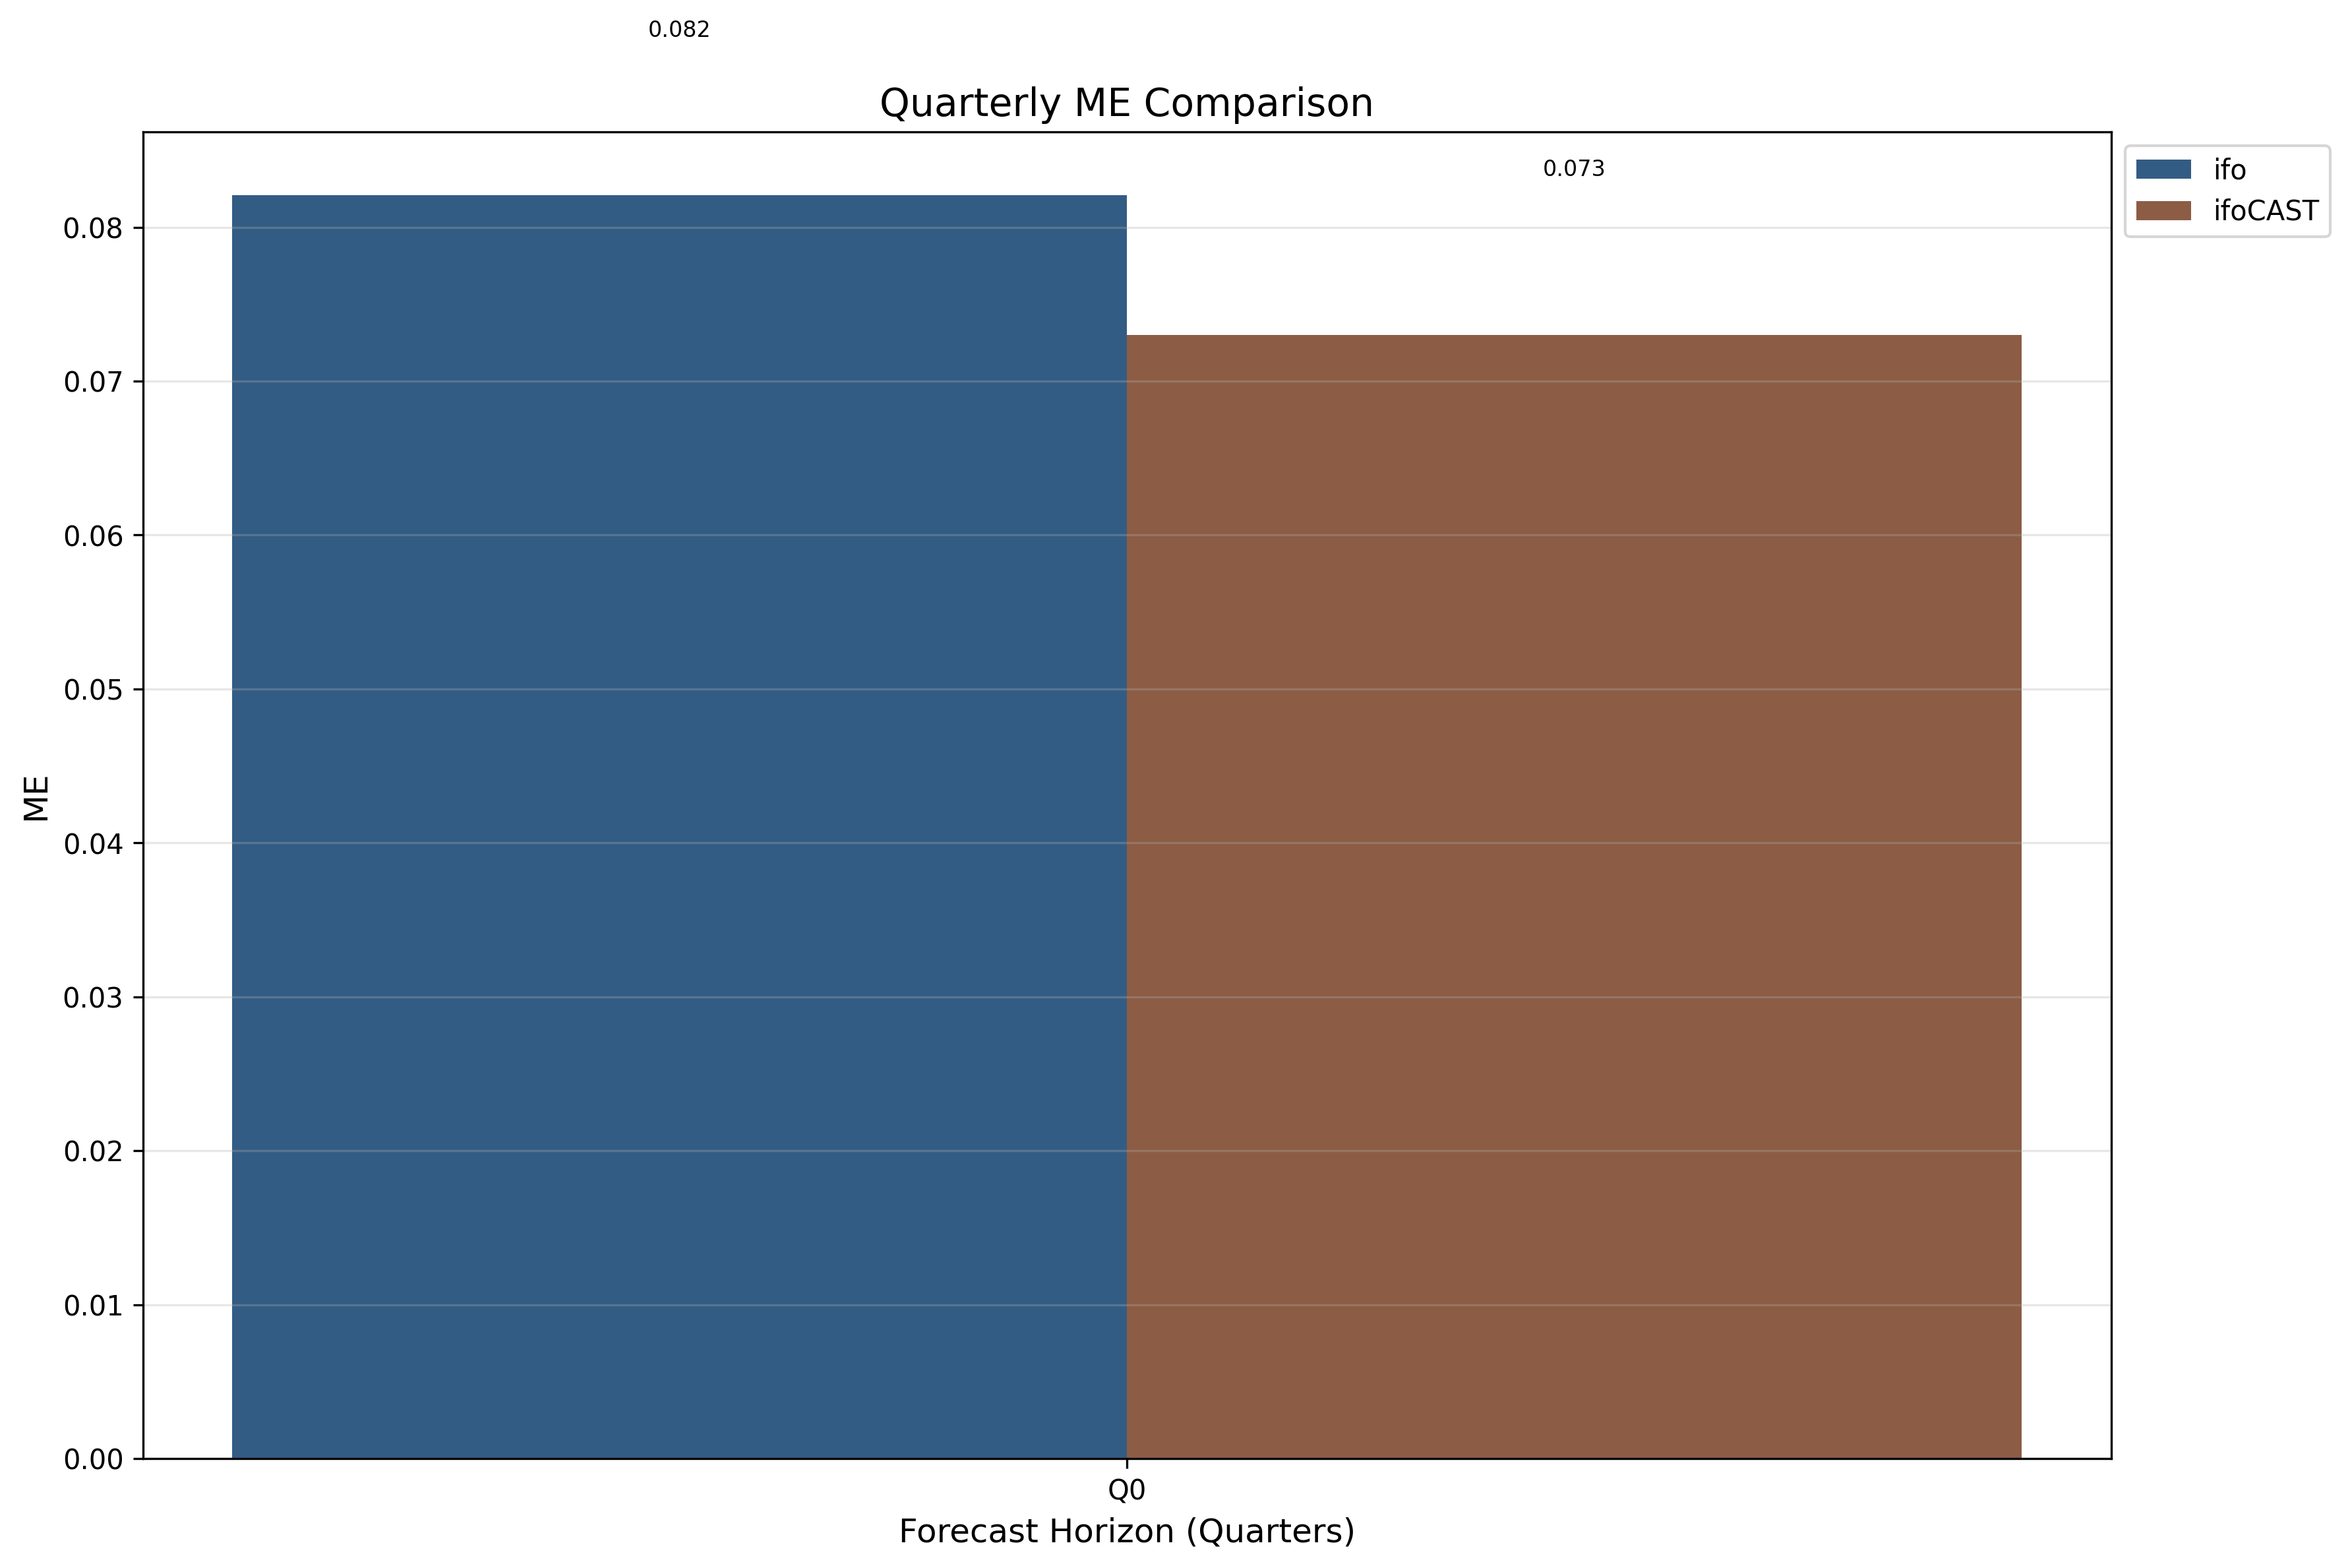 0.082
Quarterly ME Comparison
0.073
ifo
ifoCAST
0.08
0.07
0.06
0.05
0.04
0.03
0.02
0.01
0.00
ME
Q0
Forecast Horizon (Quarters)